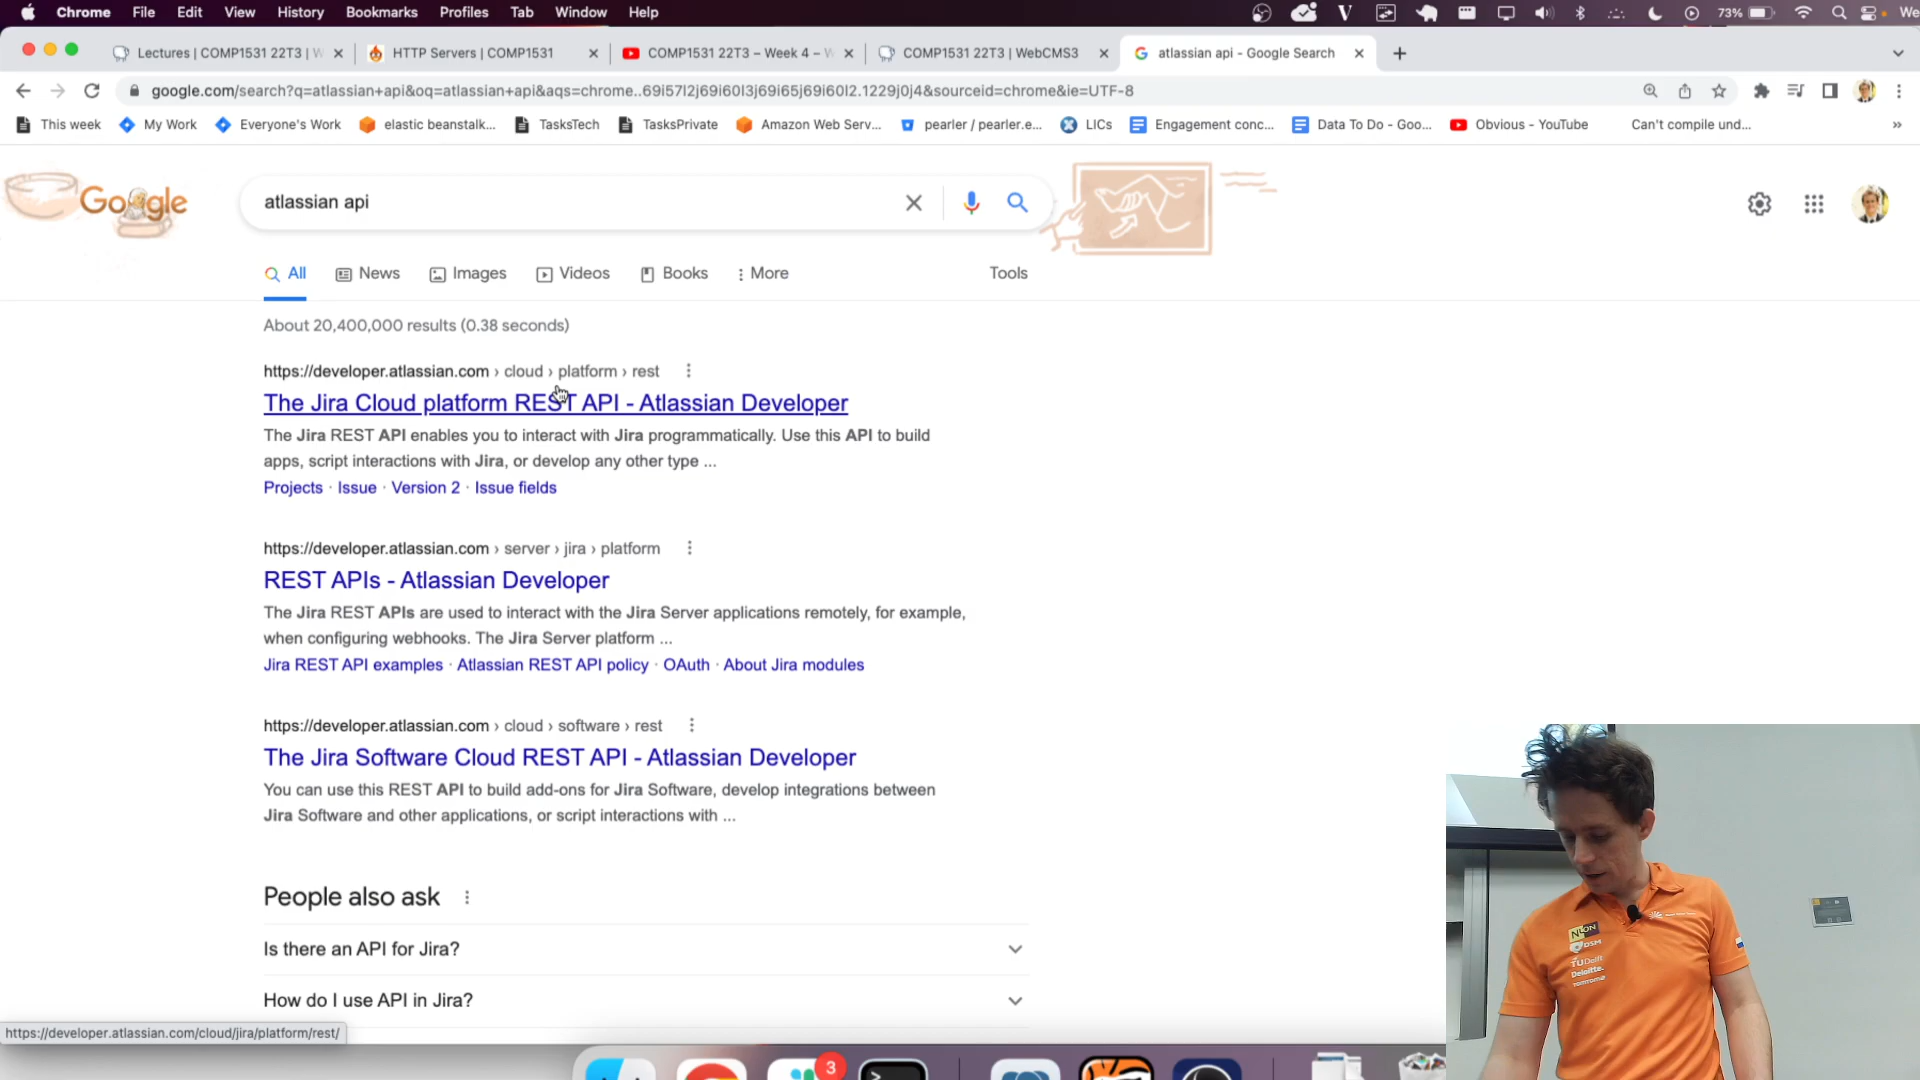 Chrome File Edit View History Bookmarks Profiles Tab Window Help 73% We
Lectures | COMP1531 22T3 | W
HTTP Servers | COMP1531
COMP1531 22T3 – Week 4 – W
COMP1531 22T3 | WebCMS3
atlassian api - Google Search
google.com/search?q=atlassian+api&oq=atlassian+api&aqs=chrome..69i57l2j69i60l3j69i65j69i60l2.1229j0j4&sourceid=chrome&ie=UTF-8
This week My Work Everyone's Work elastic beanstalk... TasksTech TasksPrivate Amazon Web Serv... pearler / pearler.e... LICs Engagement conc... Data To Do - Goo... Obvious - YouTube Can't compile und... »
Google
atlassian api
All News Images Videos Books More Tools
About 20,400,000 results (0.38 seconds)
https://developer.atlassian.com › cloud › platform › rest
The Jira Cloud platform REST API - Atlassian Developer
The Jira REST API enables you to interact with Jira programmatically. Use this API to build
apps, script interactions with Jira, or develop any other type ...
Projects · Issue · Version 2 · Issue fields
https://developer.atlassian.com › server › jira › platform
REST APIs - Atlassian Developer
The Jira REST APIs are used to interact with the Jira Server applications remotely, for example,
when configuring webhooks. The Jira Server platform ...
Jira REST API examples · Atlassian REST API policy · OAuth · About Jira modules
https://developer.atlassian.com › cloud › software › rest
The Jira Software Cloud REST API - Atlassian Developer
You can use this REST API to build add-ons for Jira Software, develop integrations between
Jira Software and other applications, or script interactions with ...
People also ask
Is there an API for Jira?
How do I use API in Jira?
https://developer.atlassian.com/cloud/jira/platform/rest/
3
NUON
DSM
TUDelft
Deloitte.